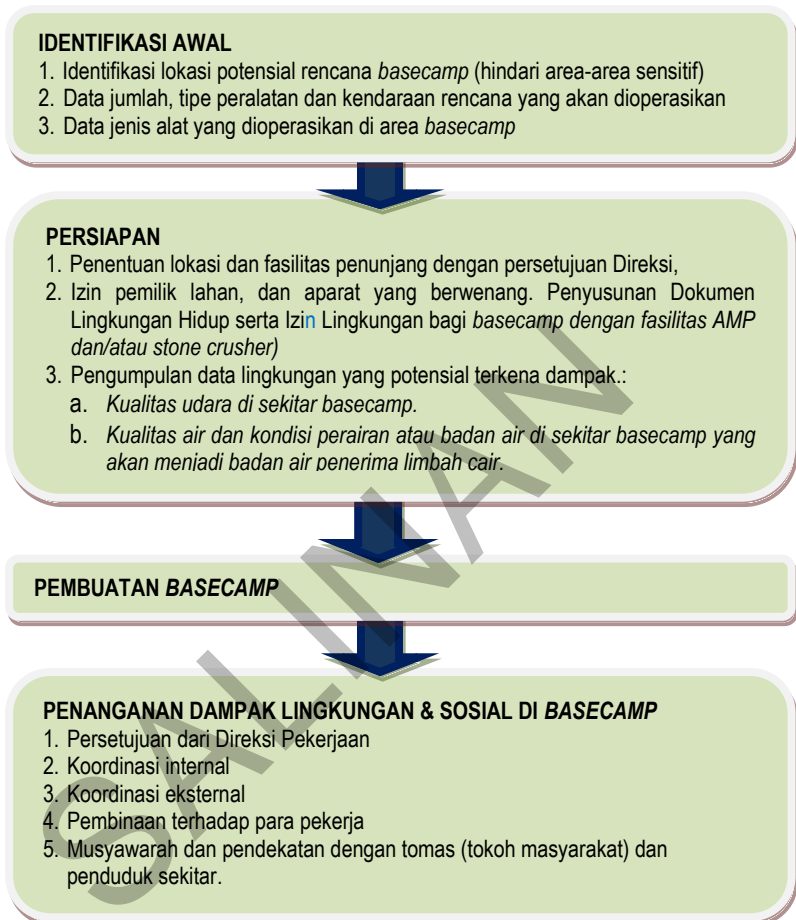 IDENTIFIKASI AWAL
1. Identifikasi lokasi potensial rencana basecamp (hindari area-area sensitif)
2. Data jumlah, tipe peralatan dan kendaraan rencana yang akan dioperasikan
3. Data jenis alat yang dioperasikan di area basecamp
PERSIAPAN
1. Penentuan lokasi dan fasilitas penunjang dengan persetujuan Direksi,
2. Izin pemilik lahan, dan aparat yang berwenang. Penyusunan Dokumen
Lingkungan Hidup serta Izin Lingkungan bagi basecamp dengan fasilitas AMP
dan/atau stone crusher)
3. Pengumpulan data lingkungan yang potensial terkena dampak.:
a. Kualitas udara di sekitar basecamp.
b. Kualitas air dan kondisi perairan atau badan air di sekitar basecamp yang
akan menjadi badan air penerima limbah cair.
PEMBUATAN BASECAMP
PENANGANAN DAMPAK LINGKUNGAN & SOSIAL DI BASECAMP
1. Persetujuan dari Direksi Pekerjaan
2. Koordinasi internal
3. Koordinasi eksternal
4. Pembinaan terhadap para pekerja
5. Musyawarah dan pendekatan dengan tomas (tokoh masyarakat) dan
penduduk sekitar.
SALINAN